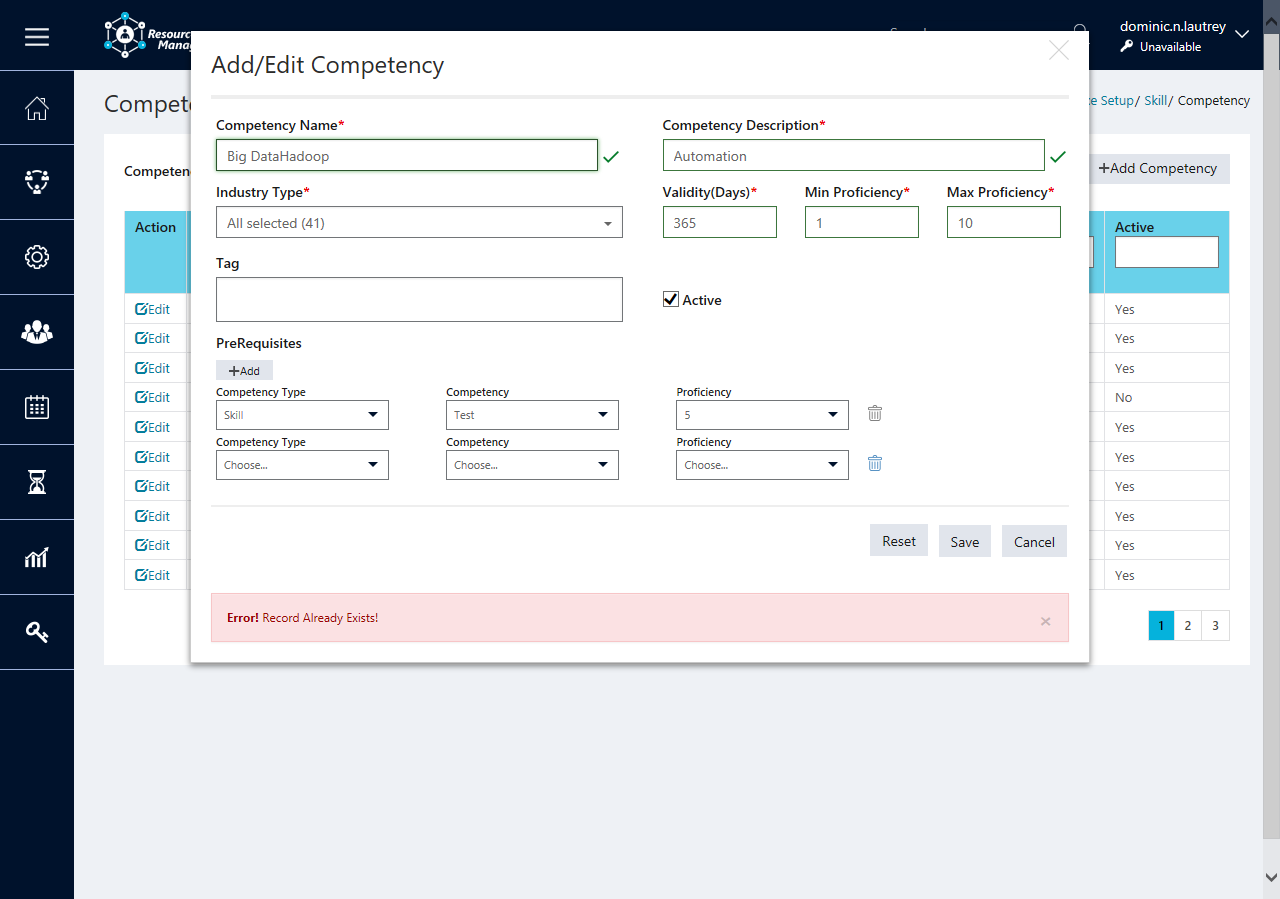 Resourc
Manag
dominic.n.lautrey
Unavailable
Add/Edit Competency
Compet
ce Setup/ Skill/ Competency
Competen
+Add Competency
Competency Name*
Competency Description*
Big DataHadoop
Automation
Industry Type*
Validity(Days)*
Min Proficiency*
Max Proficiency*
All selected (41)
365
1
10
Action
Active
Tag
Active
Edit
Yes
Edit
Yes
Edit
Yes
Edit
No
Edit
Yes
Edit
Yes
Edit
Yes
Edit
Yes
Edit
Yes
Edit
Yes
PreRequisites
+Add
Competency Type
Competency
Proficiency
Skill
Test
5
Competency Type
Competency
Proficiency
Choose...
Choose...
Choose...
Reset
Save
Cancel
Error! Record Already Exists!
×
1
2
3